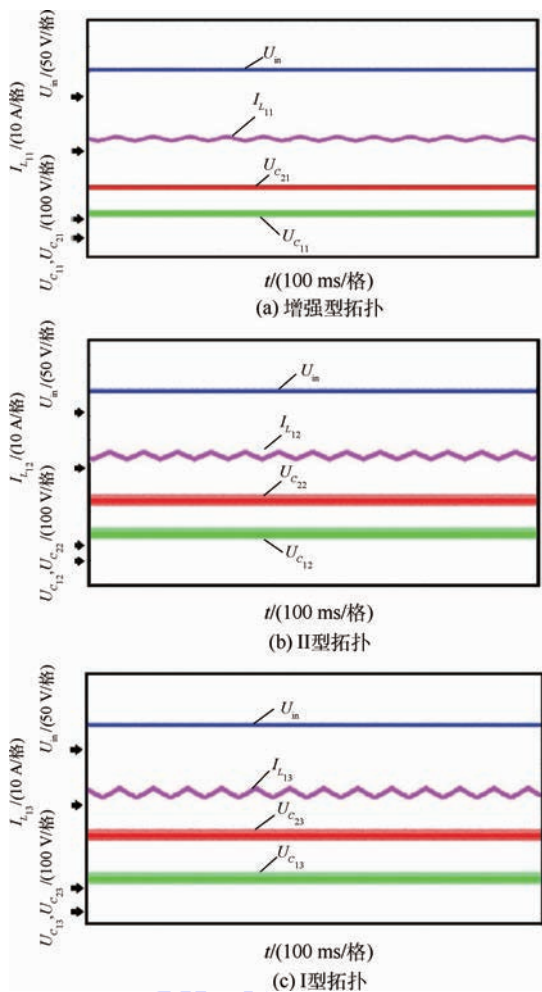 U_in/(50 V/格)
I_L11/(10 A/格)
U_C11,U_C21/(100 V/格)
U_in
I_L11
U_C21
U_C11
t/(100 ms/格)
(a) 增强型拓扑
U_in/(50 V/格)
I_L12/(10 A/格)
U_C12,U_C22/(100 V/格)
U_in
I_L12
U_C22
U_C12
t/(100 ms/格)
(b) II型拓扑
U_in/(50 V/格)
I_L13/(10 A/格)
U_C13,U_C23/(100 V/格)
U_in
I_L13
U_C23
U_C13
t/(100 ms/格)
(c) I型拓扑